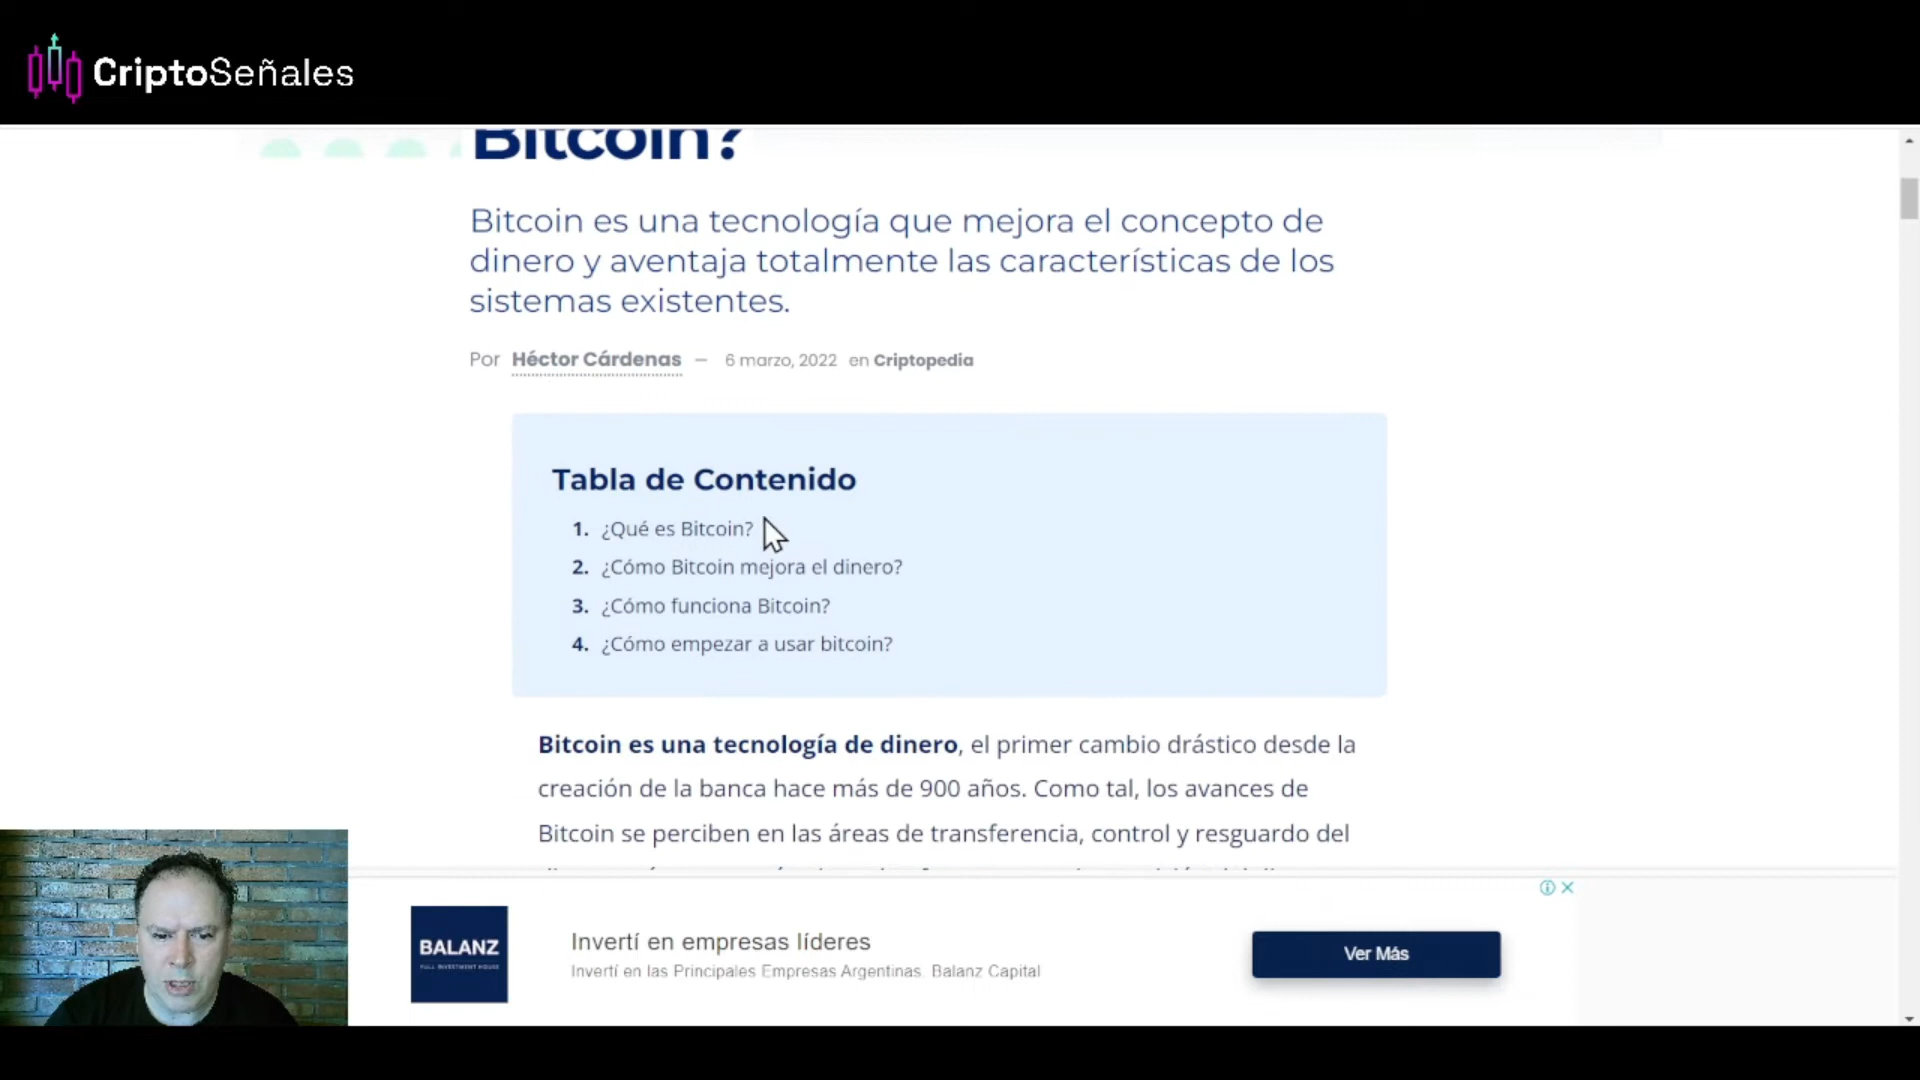 CriptoSeñales
Bitcoin?
Bitcoin es una tecnología que mejora el concepto de
dinero y aventaja totalmente las características de los
sistemas existentes.
Por Héctor Cárdenas — 6 marzo, 2022 en Criptopedia
Tabla de Contenido
1. ¿Qué es Bitcoin?
2. ¿Cómo Bitcoin mejora el dinero?
3. ¿Cómo funciona Bitcoin?
4. ¿Cómo empezar a usar bitcoin?
Bitcoin es una tecnología de dinero, el primer cambio drástico desde la
creación de la banca hace más de 900 años. Como tal, los avances de
Bitcoin se perciben en las áreas de transferencia, control y resguardo del
BALANZ
FULL INVESTMENT HOUSE
Invertí en empresas líderes
Invertí en las Principales Empresas Argentinas. Balanz Capital
Ver Más